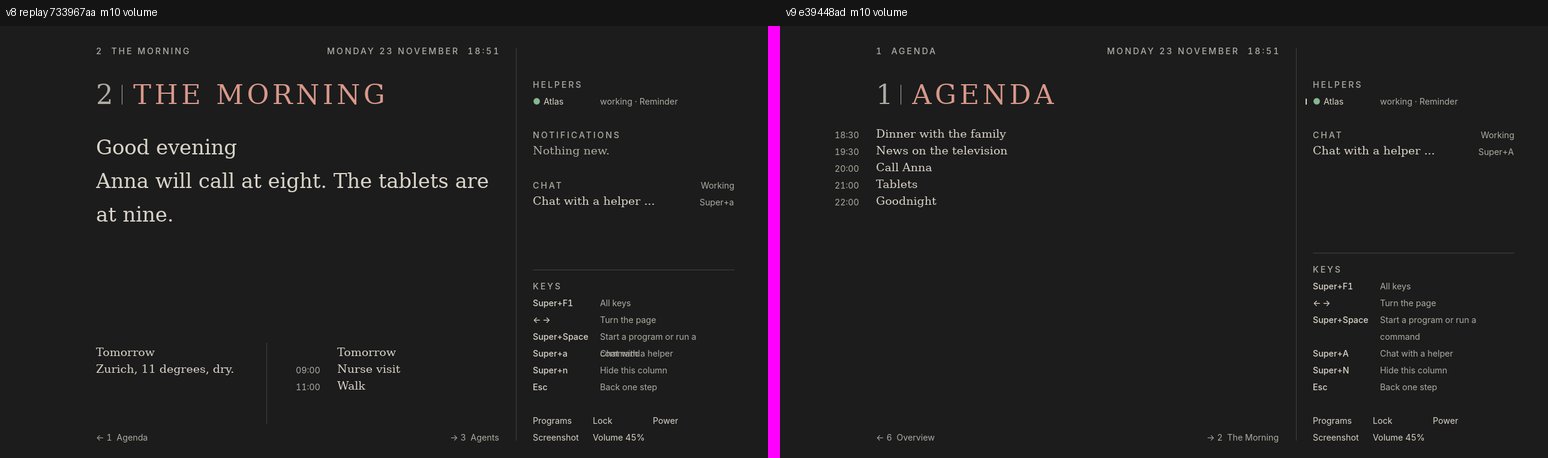 v8 replay 733967aa m10 volume
2 THE MORNING
MONDAY 23 NOVEMBER 18:51
2 THE MORNING
Good evening
Anna will call at eight. The tablets are
at nine.
Tomorrow
Zurich, 11 degrees, dry.
Tomorrow
09:00 Nurse visit
11:00 Walk
← 1 Agenda
→ 3 Agents
HELPERS
Atlas working · Reminder
NOTIFICATIONS
Nothing new.
CHAT Working
Chat with a helper ... Super+a
KEYS
Super+F1 All keys
← → Turn the page
Super+Space Start a program or run a
Super+a helper
Super+n Hide this column
Esc Back one step
Programs Lock Power
Screenshot Volume 45%
v9 e39448ad m10 volume
1 AGENDA
MONDAY 23 NOVEMBER 18:51
1 AGENDA
18:30 Dinner with the family
19:30 News on the television
20:00 Call Anna
21:00 Tablets
22:00 Goodnight
← 6 Overview
→ 2 The Morning
HELPERS
Atlas working · Reminder
CHAT Working
Chat with a helper ... Super+A
KEYS
Super+F1 All keys
← → Turn the page
Super+Space Start a program or run a
command
Super+A Chat with a helper
Super+N Hide this column
Esc Back one step
Programs Lock Power
Screenshot Volume 45%